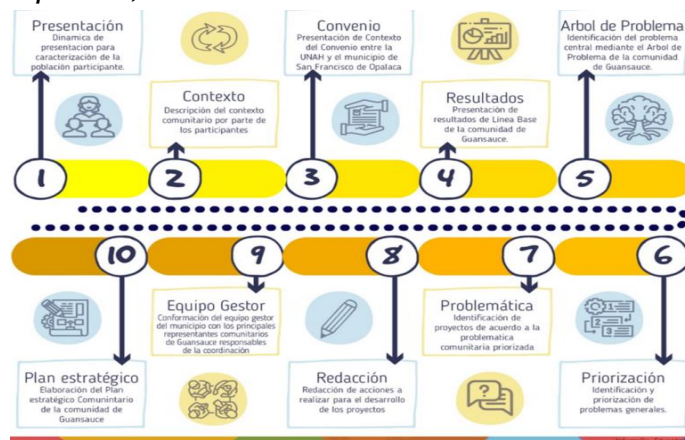 Presentación
Dinamica de
presentacion para
caracterización de la
población participante.
Contexto
Descripción del contexto
comunitario por parte de
los participantes
Convenio
Presentación de Contexto
del Convenio entre la
UNAH y el municipio de
San Francisco de Opalaca
Resultados
Presentación de
resultados de Linea Base
de la comunidad de
Guansauce.
Arbol de Problema
Identificación del problema
central mediante el Arbol de
Problema de la comunidad
de Guansauce.
1
2
3
4
5
6
7
8
9
10
Priorización
Identificación y
priorización de
problemas generales.
Problemática
Identificación de
proyectos de acuerdo a la
problematica
comunitaria priorizada
Redacción
Redacción de acciones a
realizar para el desarrollo
de los proyectos
Equipo Gestor
Conformación del equipo gestor
del municipio con los principales
representantes comunitarios
de Guansauce responsables
de la coordinación
Plan estratégico
Elaboración del Plan
estratégico Comunintario
de la comunidad de
Guansauce